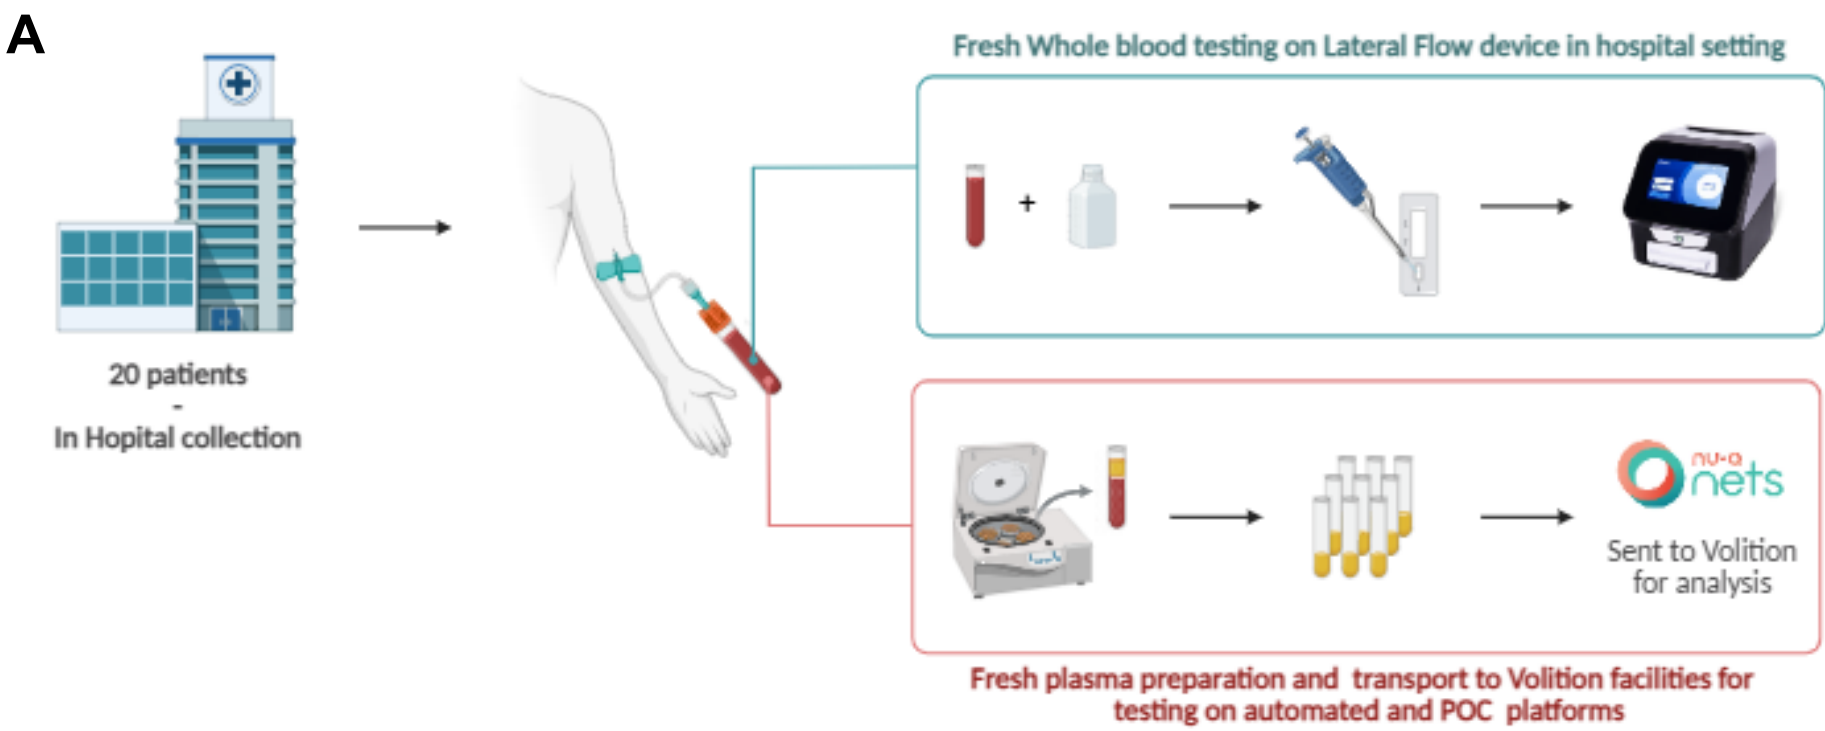 A
Fresh Whole blood testing on Lateral Flow device in hospital setting
+
20 patients
-
In Hopital collection
nu-q
nets
Sent to Volition
for analysis
Fresh plasma preparation and transport to Volition facilities for
testing on automated and POC platforms